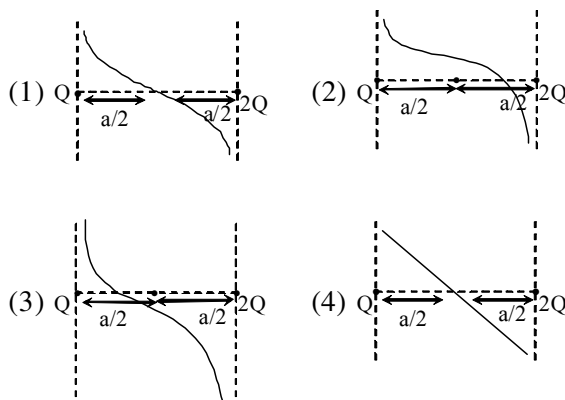 (1) Q 2Q
a/2 a/2
(2) Q 2Q
a/2 a/2
(3) Q 2Q
a/2 a/2
(4) Q 2Q
a/2 a/2